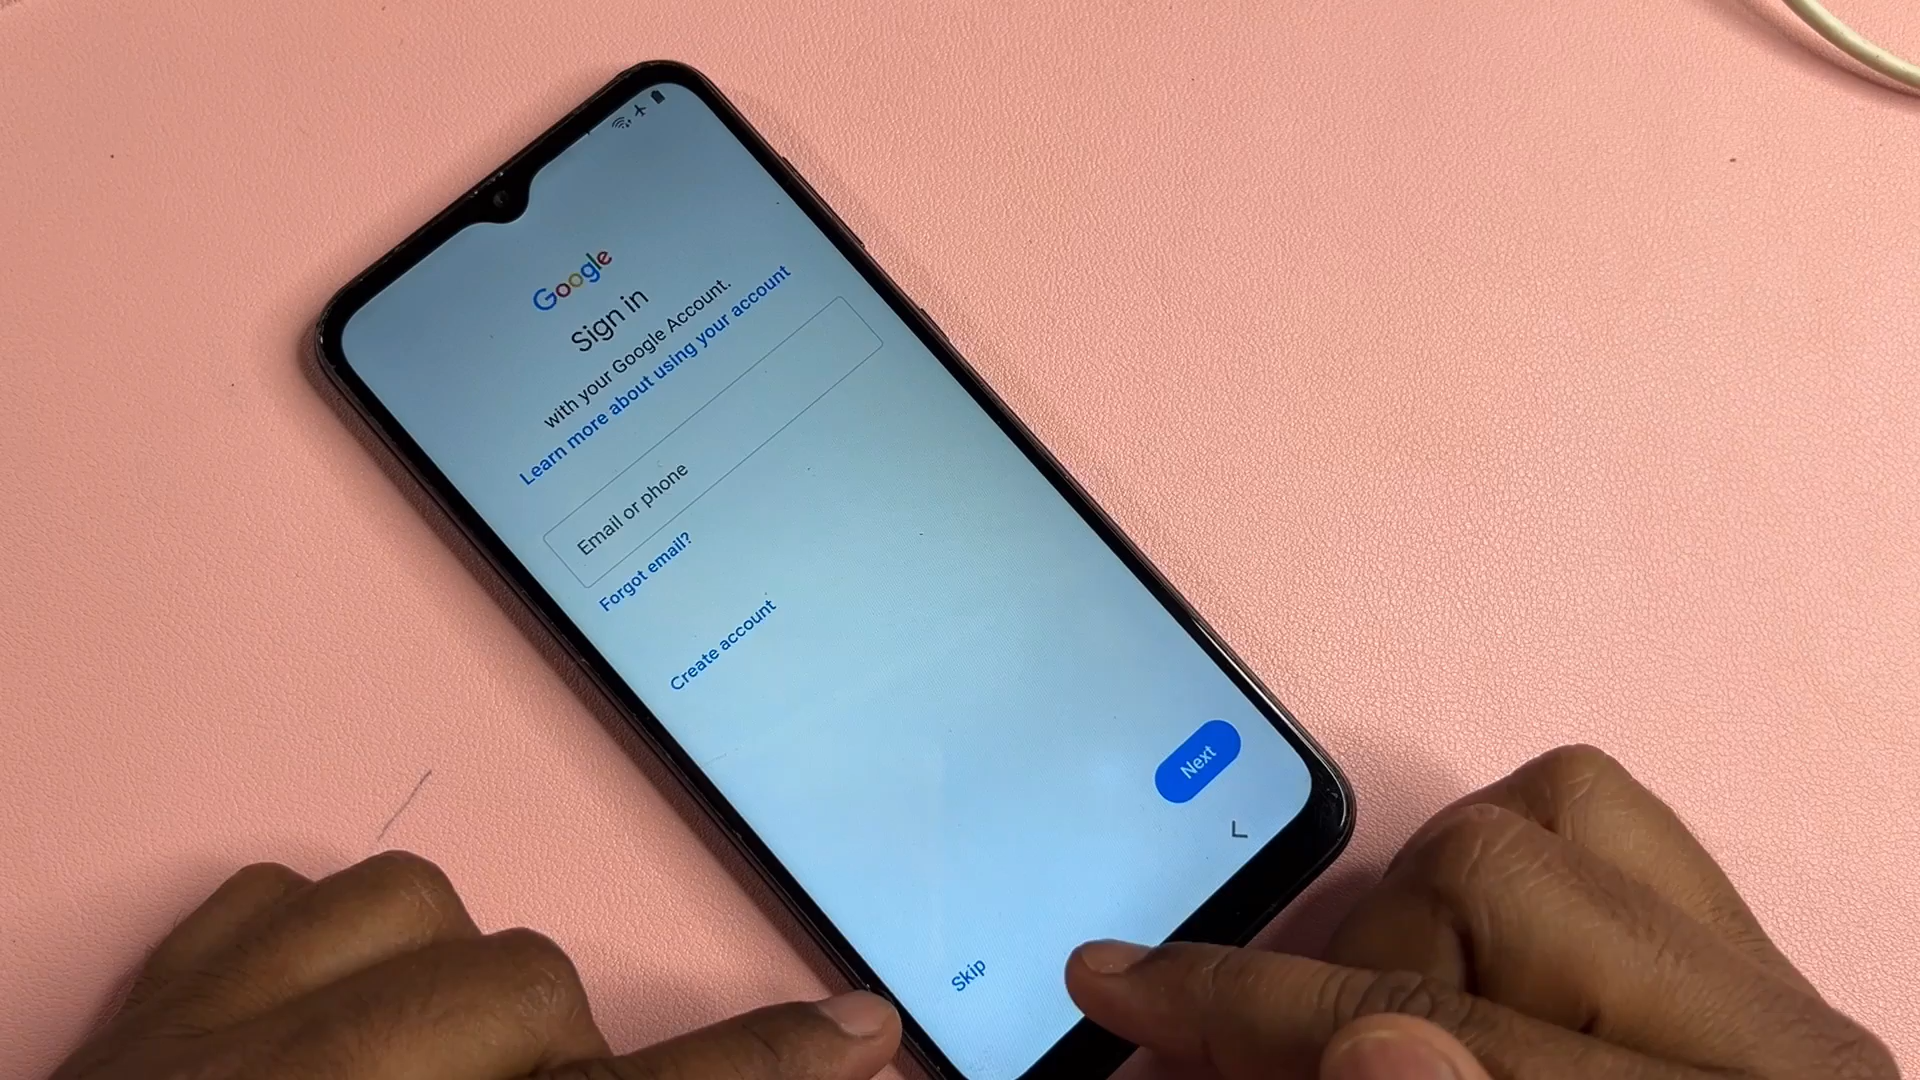 Google
Sign in
with your Google Account.
Learn more about using your account
Email or phone
Forgot email?
Create account
Next
Skip